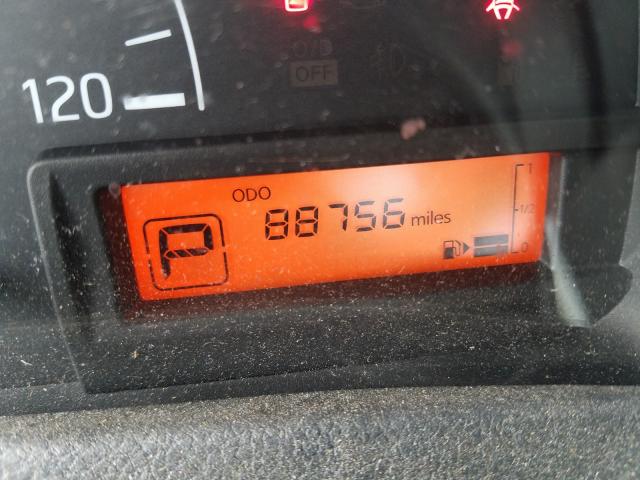 O/D
OFF
120
ODO
88756 miles
P
1
1/2
0